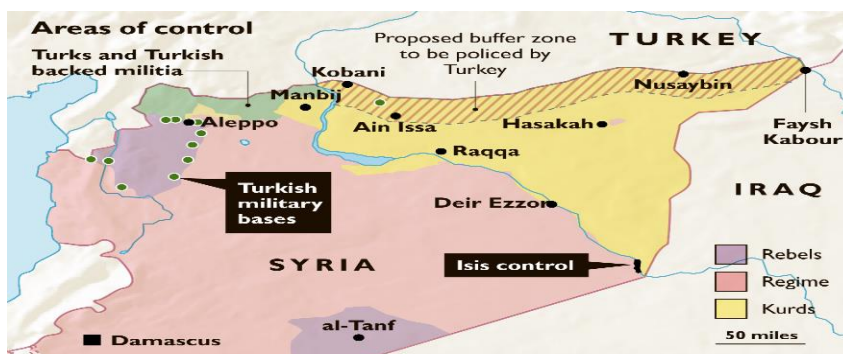 Areas of control
Turks and Turkish
backed militia
Proposed buffer zone
to be policed by
Turkey
TURKEY
Kobani
Manbij
Nusaybin
Aleppo
Ain Issa
Hasakah
Faysh
Kabour
Raqqa
Turkish
military
bases
IRAQ
Deir Ezzor
SYRIA
Isis control
Rebels
Regime
Kurds
50 miles
al-Tanf
Damascus